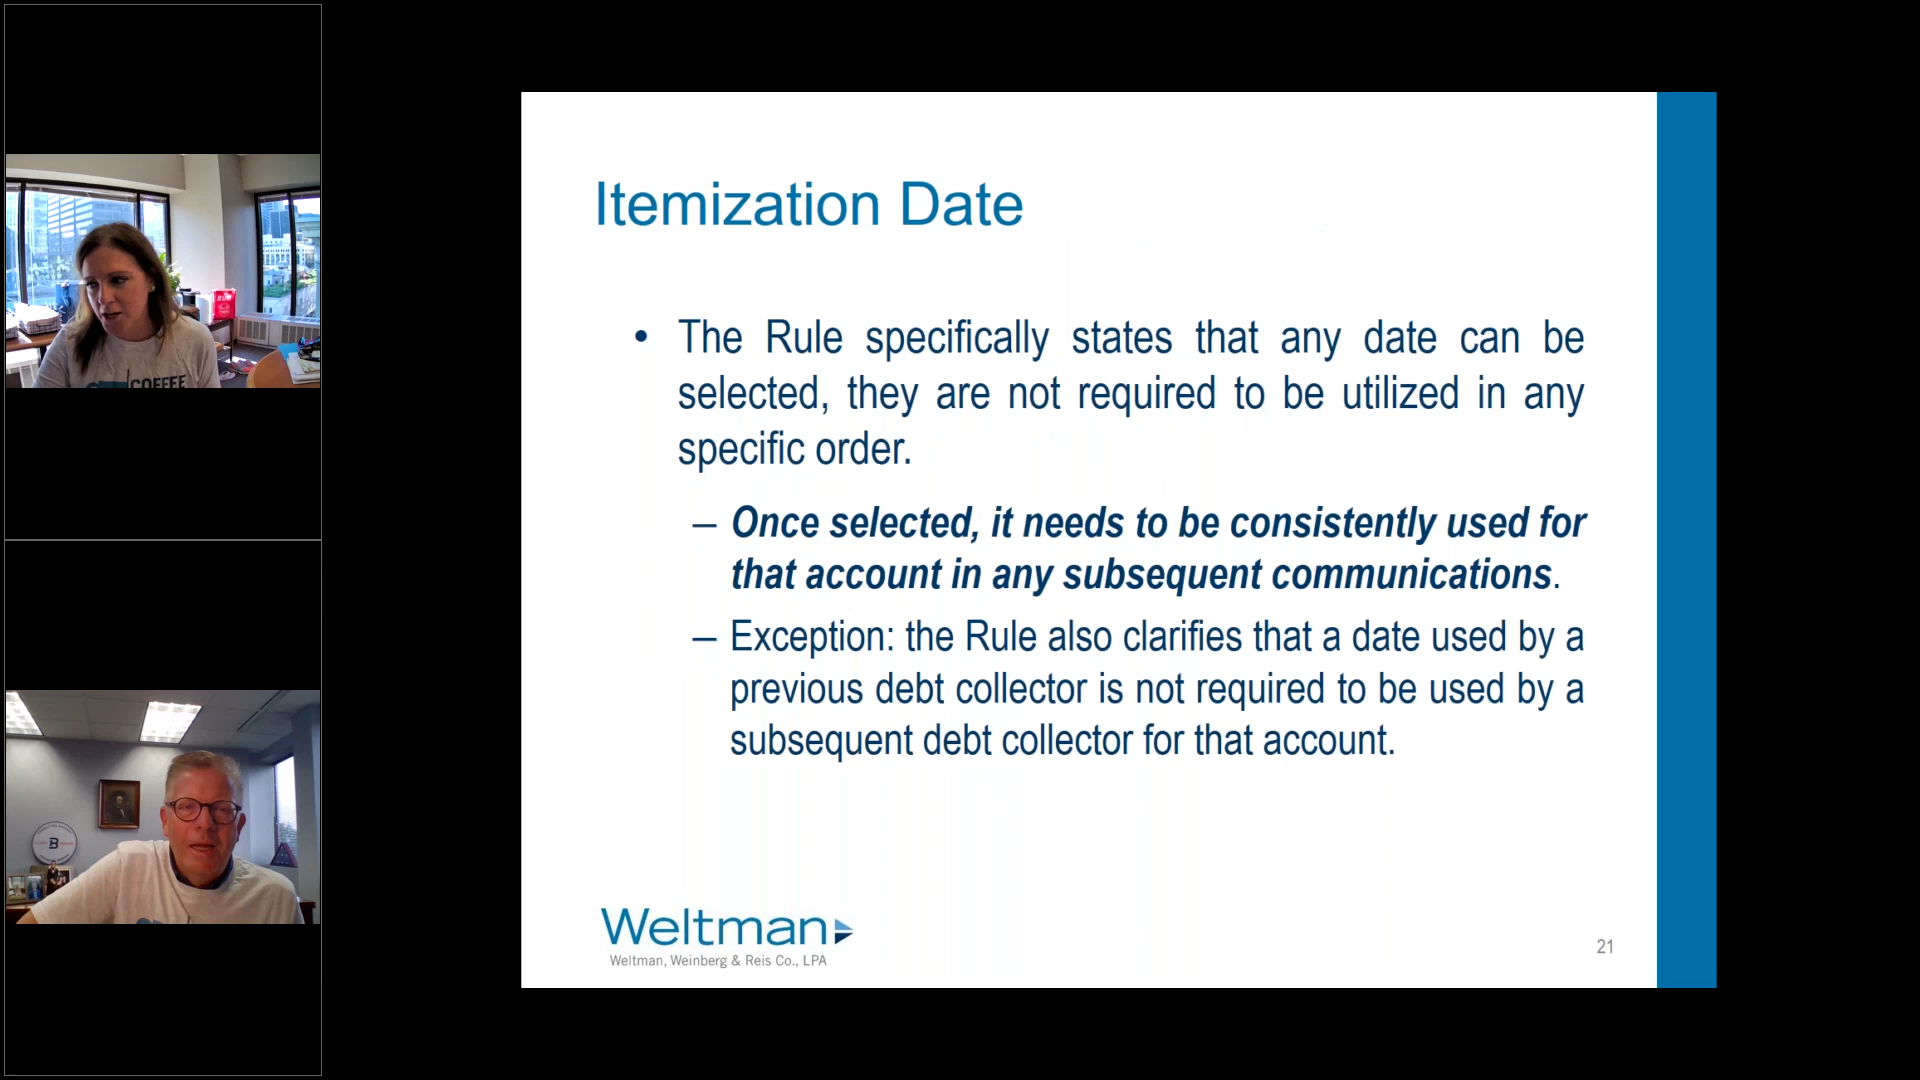 COFFEE
B
Itemization Date
• The Rule specifically states that any date can be
selected, they are not required to be utilized in any
specific order.
– Once selected, it needs to be consistently used for
that account in any subsequent communications.
– Exception: the Rule also clarifies that a date used by a
previous debt collector is not required to be used by a
subsequent debt collector for that account.
Weltman
Weltman, Weinberg & Reis Co., LPA
21